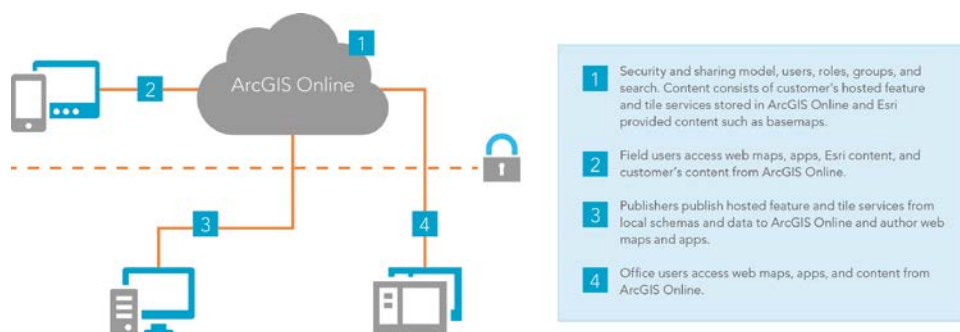 1
ArcGIS Online
2
3
4
1 Security and sharing model, users, roles, groups, and
search. Content consists of customer's hosted feature
and tile services stored in ArcGIS Online and Esri
provided content such as basemaps.
2 Field users access web maps, apps, Esri content, and
customer's content from ArcGIS Online.
3 Publishers publish hosted feature and tile services from
local schemas and data to ArcGIS Online and author web
maps and apps.
4 Office users access web maps, apps, and content from
ArcGIS Online.